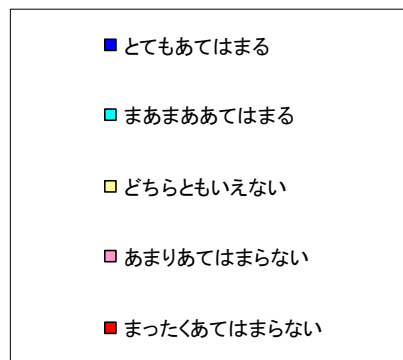 とてもあてはまる
まあまああてはまる
どちらともいえない
あまりあてはまらない
まったくあてはまらない